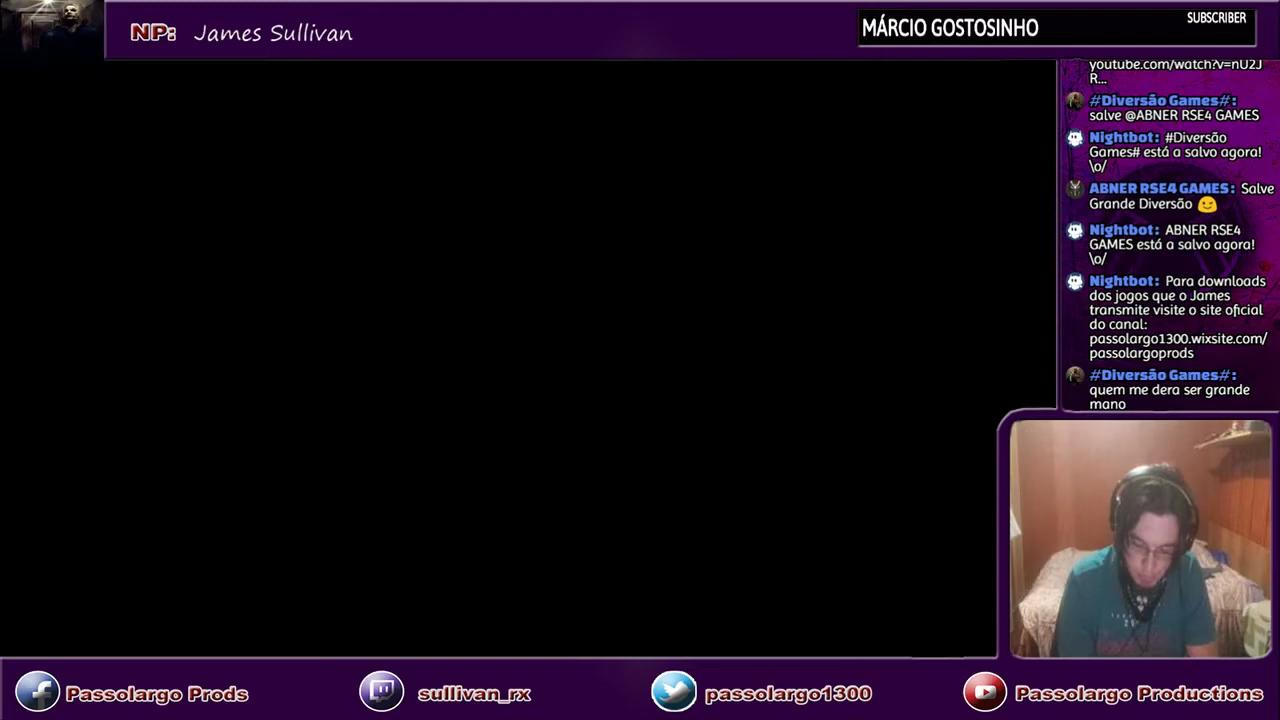 NP: James Sullivan
MÁRCIO GOSTOSINHO
SUBSCRIBER
youtube.com/watch?v=nU2J
R...
#Diversão Games#:
salve @ABNER RSE4 GAMES
Nightbot: #Diversão
Games# está a salvo agora!
\o/
ABNER RSE4 GAMES: Salve
Grande Diversão 😉
Nightbot: ABNER RSE4
GAMES está a salvo agora!
\o/
Nightbot: Para downloads
dos jogos que o James
transmite visite o site oficial
do canal:
passolargo1300.wixsite.com/
passolargoprods
#Diversão Games#:
quem me dera ser grande
mano
Passolargo Prods
sullivan_rx
passolargo1300
Passolargo Productions